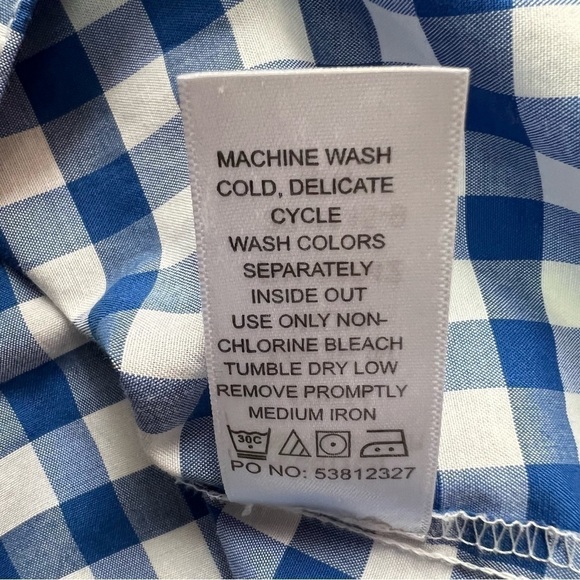 MACHINE WASH
COLD, DELICATE
CYCLE
WASH COLORS
SEPARATELY
INSIDE OUT
USE ONLY NON-
CHLORINE BLEACH
TUMBLE DRY LOW
REMOVE PROMPTLY
MEDIUM IRON
30C
PO NO: 53812327